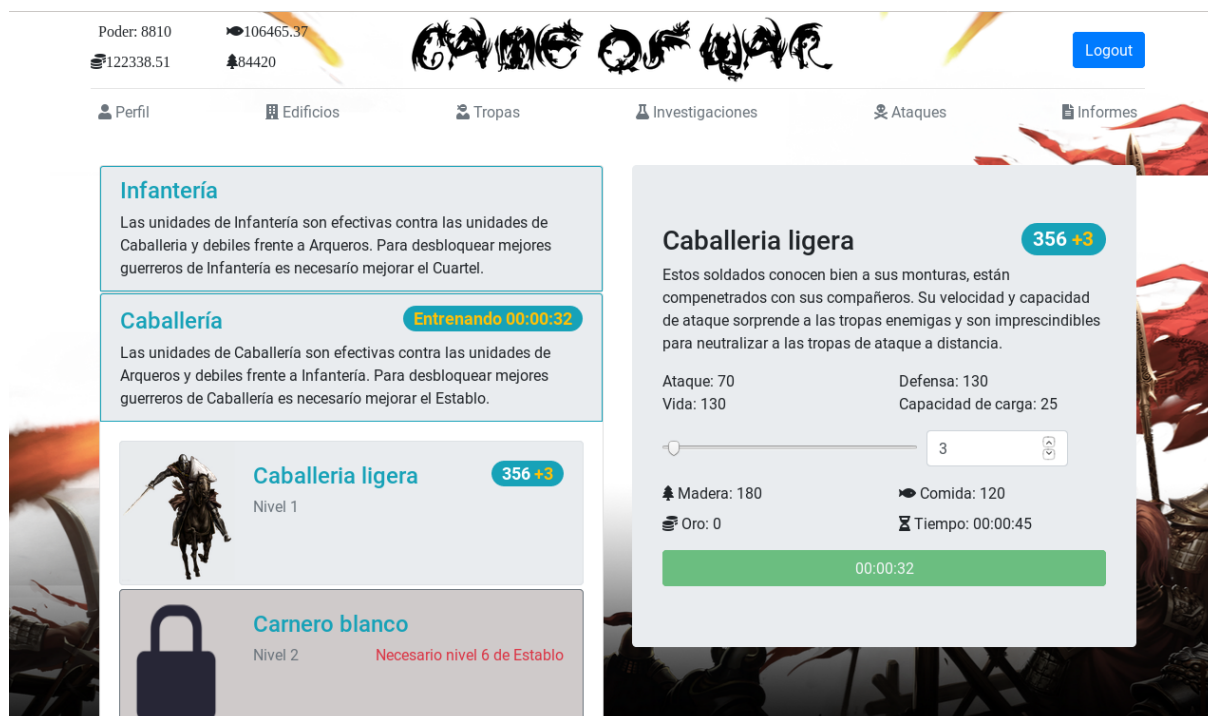 Poder: 8810
106465.37
122338.51
84420
GAME OF WAR
Logout
Perfil
Edificios
Tropas
Investigaciones
Ataques
Informes
Infantería
Las unidades de Infantería son efectivas contra las unidades de
Caballeria y debiles frente a Arqueros. Para desbloquear mejores
guerreros de Infantería es necesarío mejorar el Cuartel.
Caballería
Entrenando 00:00:32
Las unidades de Caballería son efectivas contra las unidades de
Arqueros y debiles frente a Infantería. Para desbloquear mejores
guerreros de Caballería es necesarío mejorar el Establo.
Caballeria ligera
356 +3
Nivel 1
Carnero blanco
Nivel 2
Necesario nivel 6 de Establo
Caballeria ligera
356 +3
Estos soldados conocen bien a sus monturas, están
compenetrados con sus compañeros. Su velocidad y capacidad
de ataque sorprende a las tropas enemigas y son imprescindibles
para neutralizar a las tropas de ataque a distancia.
Ataque: 70
Defensa: 130
Vida: 130
Capacidad de carga: 25
3
Madera: 180
Comida: 120
Oro: 0
Tiempo: 00:00:45
00:00:32